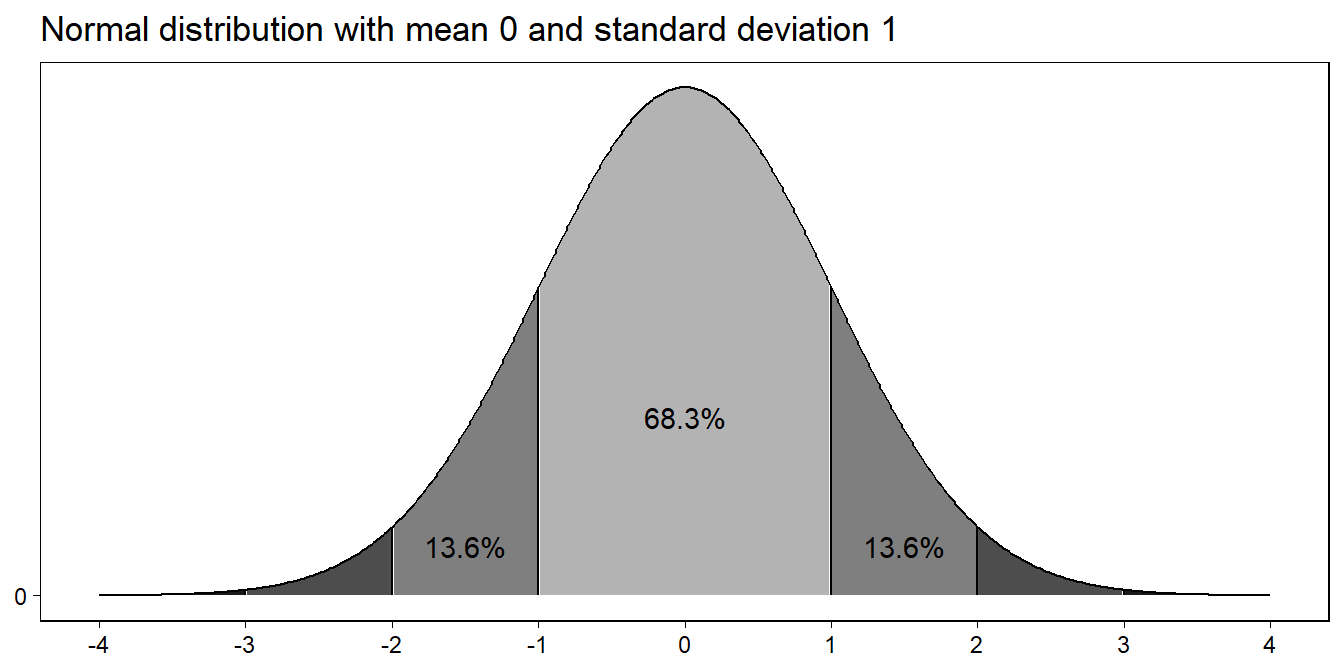 Normal distribution with mean 0 and standard deviation 1
68.3%
13.6% 13.6%
0
-4 -3 -2 -1 0 1 2 3 4